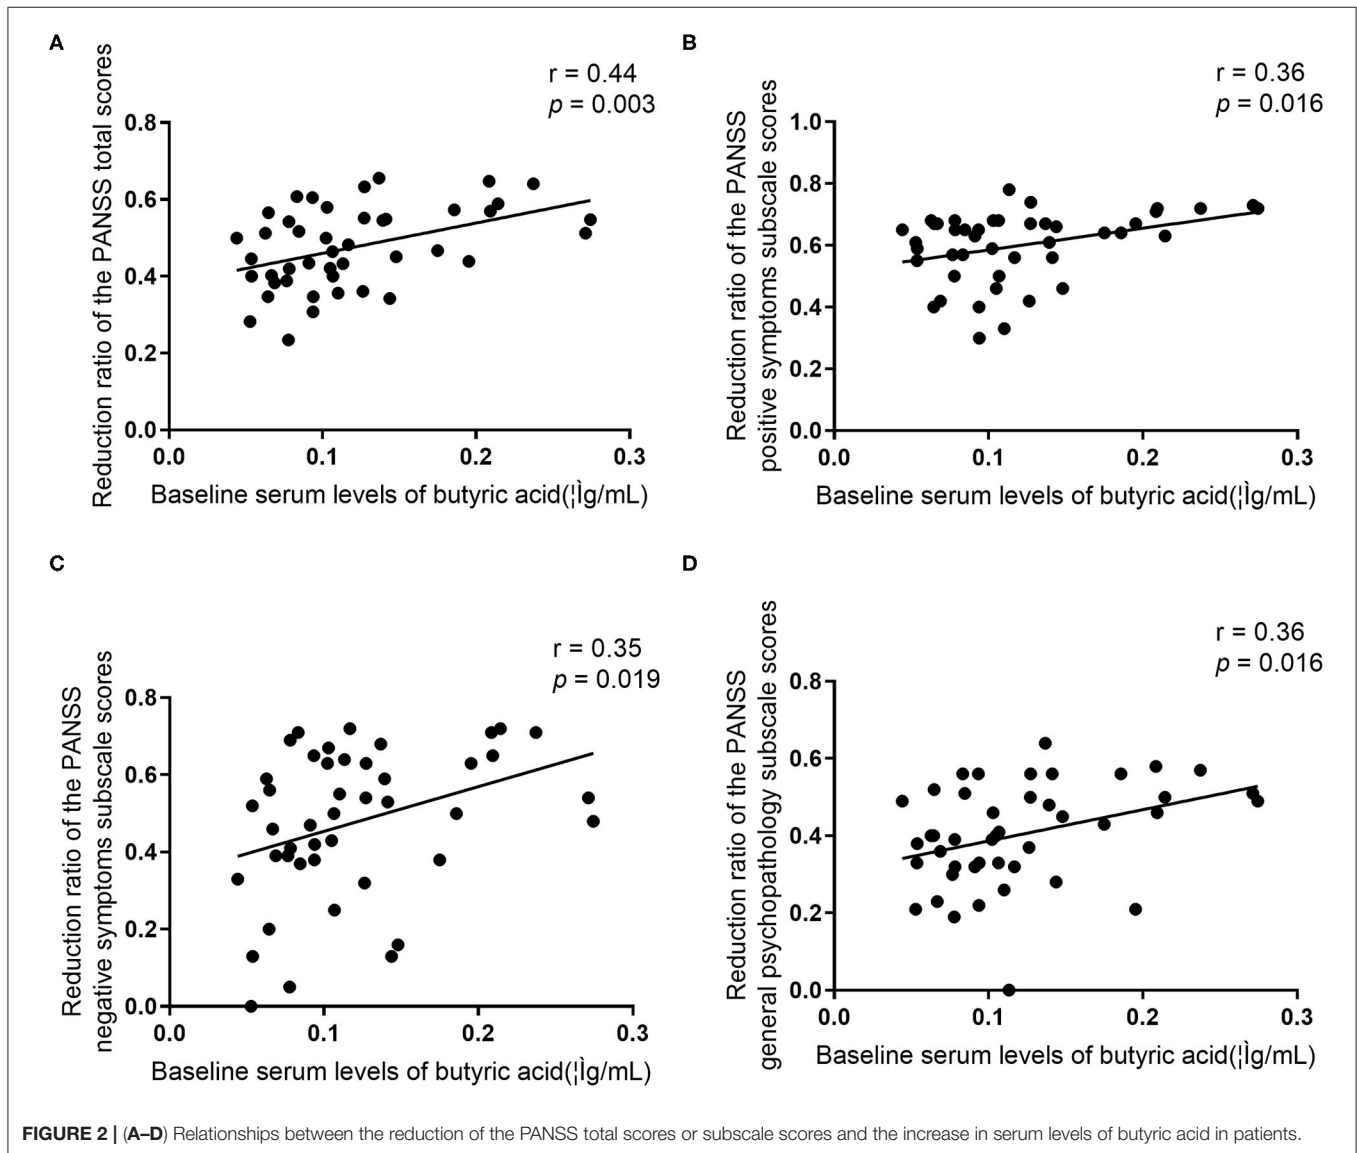 A
Reduction ratio of the PANSS total scores
r = 0.44
p = 0.003
0.8
0.6
0.4
0.2
0.0
0.0 0.1 0.2 0.3
Baseline serum levels of butyric acid(¦Ìg/mL)
B
Reduction ratio of the PANSS
positive symptoms subscale scores
r = 0.36
p = 0.016
1.0
0.8
0.6
0.4
0.2
0.0
0.0 0.1 0.2 0.3
Baseline serum levels of butyric acid(¦Ìg/mL)
C
Reduction ratio of the PANSS
negative symptoms subscale scores
r = 0.35
p = 0.019
0.8
0.6
0.4
0.2
0.0
0.0 0.1 0.2 0.3
Baseline serum levels of butyric acid(¦Ìg/mL)
D
Reduction ratio of the PANSS
general psychopathology subscale scores
r = 0.36
p = 0.016
0.8
0.6
0.4
0.2
0.0
0.0 0.1 0.2 0.3
Baseline serum levels of butyric acid(¦Ìg/mL)
FIGURE 2 | (A–D) Relationships between the reduction of the PANSS total scores or subscale scores and the increase in serum levels of butyric acid in patients.